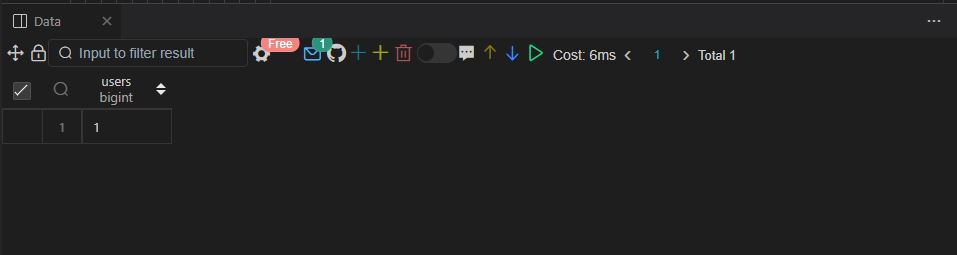 Data
Input to filter result
Free
1
Cost: 6ms
1
Total 1
users
bigint
1
1